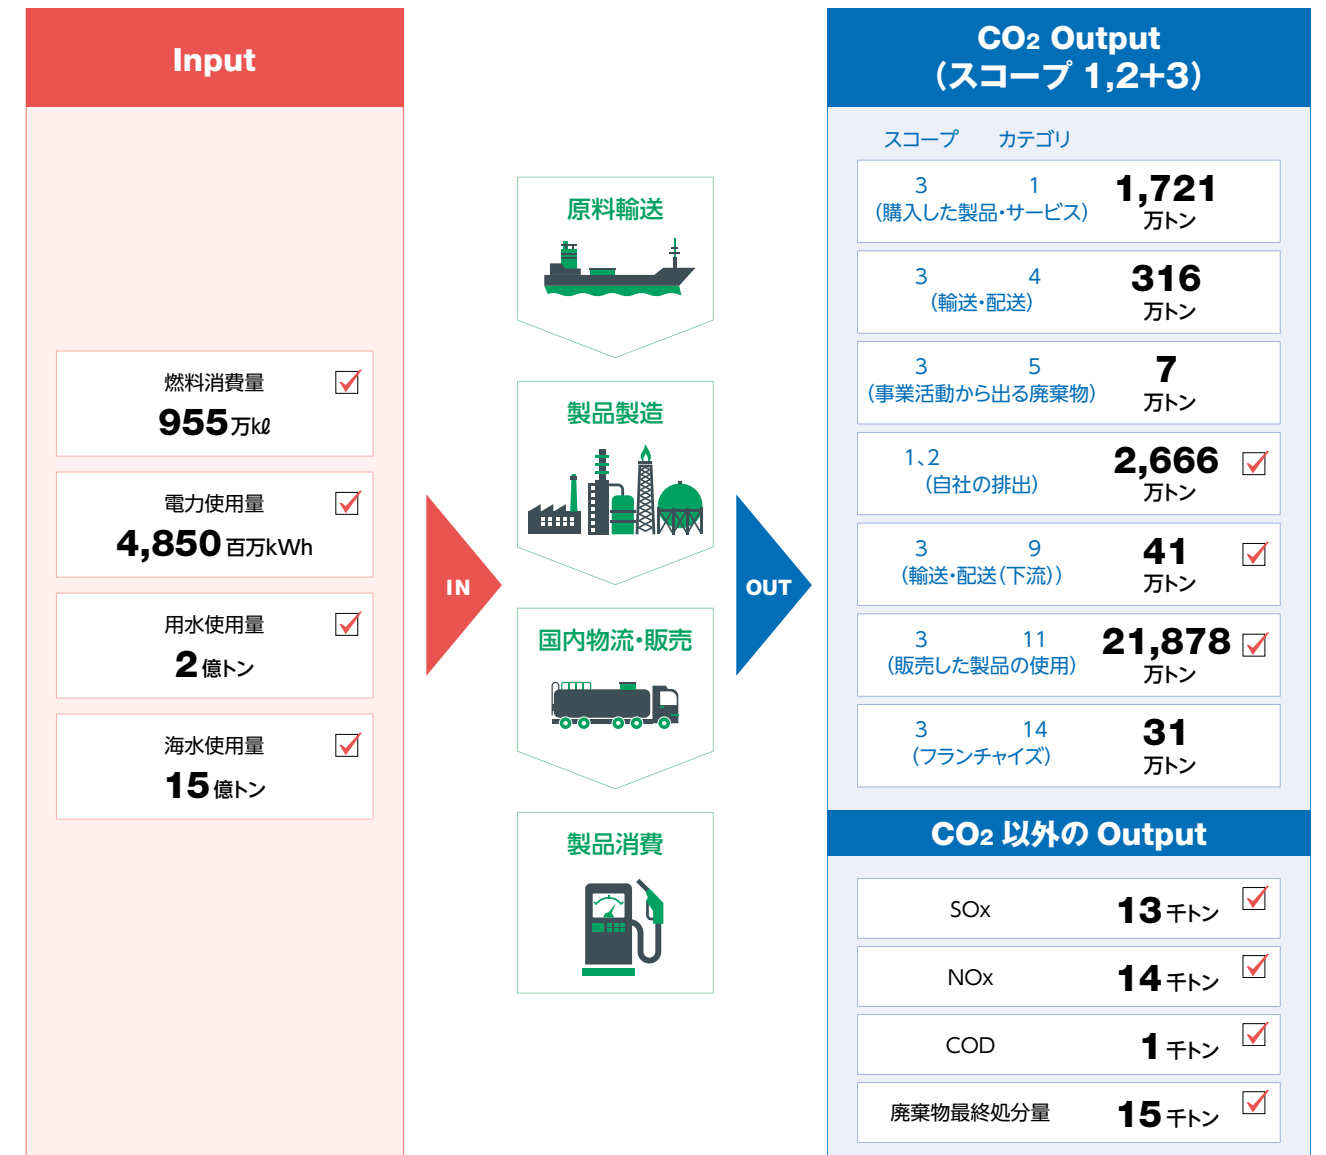 Input
燃料消費量
955万kℓ
電力使用量
4,850百万kWh
用水使用量
2億トン
海水使用量
15億トン
IN
原料輸送
製品製造
国内物流・販売
製品消費
OUT
CO2 Output
（スコープ 1,2+3）
スコープ カテゴリ
3 1 1,721
（購入した製品・サービス） 万トン
3 4 316
（輸送・配送） 万トン
3 5 7
（事業活動から出る廃棄物） 万トン
1、2 2,666
（自社の排出） 万トン
3 9 41
（輸送・配送（下流）） 万トン
3 11 21,878
（販売した製品の使用） 万トン
3 14 31
（フランチャイズ） 万トン
CO2 以外の Output
SOx 13千トン
NOx 14千トン
COD 1千トン
廃棄物最終処分量 15千トン